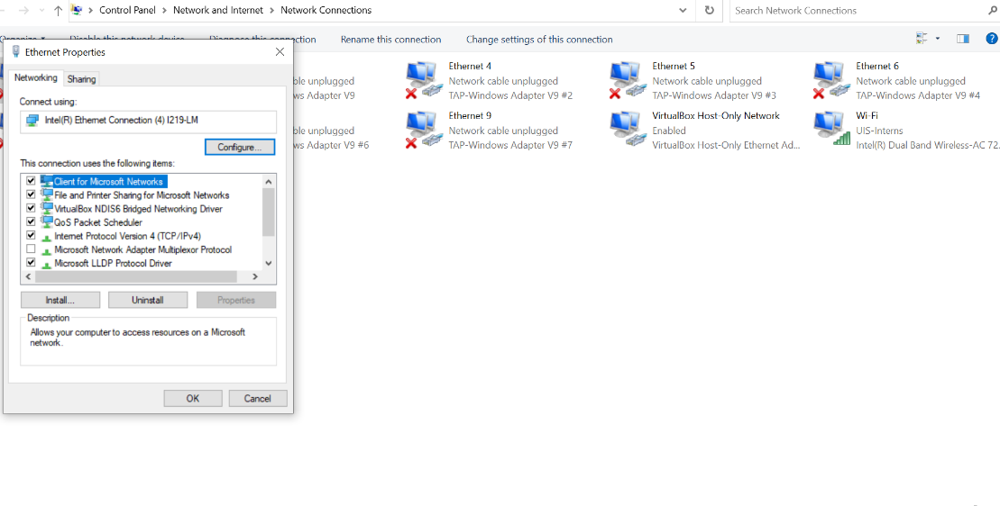 Control Panel > Network and Internet > Network Connections
Search Network Connections
Organize Disable this network device Diagnose this connection Rename this connection Change settings of this connection
Ethernet Properties
Networking Sharing
Connect using:
Intel(R) Ethernet Connection (4) I219-LM
Configure...
This connection uses the following items:
Client for Microsoft Networks
File and Printer Sharing for Microsoft Networks
VirtualBox NDIS6 Bridged Networking Driver
QoS Packet Scheduler
Internet Protocol Version 4 (TCP/IPv4)
Microsoft Network Adapter Multiplexor Protocol
Microsoft LLDP Protocol Driver
Install... Uninstall Properties
Description
Allows your computer to access resources on a Microsoft
network.
OK Cancel
ble unplugged
ndows Adapter V9
Ethernet 4
Network cable unplugged
TAP-Windows Adapter V9 #2
Ethernet 5
Network cable unplugged
TAP-Windows Adapter V9 #3
Ethernet 6
Network cable unplugged
TAP-Windows Adapter V9 #4
ble unplugged
ndows Adapter V9 #6
Ethernet 9
Network cable unplugged
TAP-Windows Adapter V9 #7
VirtualBox Host-Only Network
Enabled
VirtualBox Host-Only Ethernet Ad...
Wi-Fi
UIS-Interns
Intel(R) Dual Band Wireless-AC 72